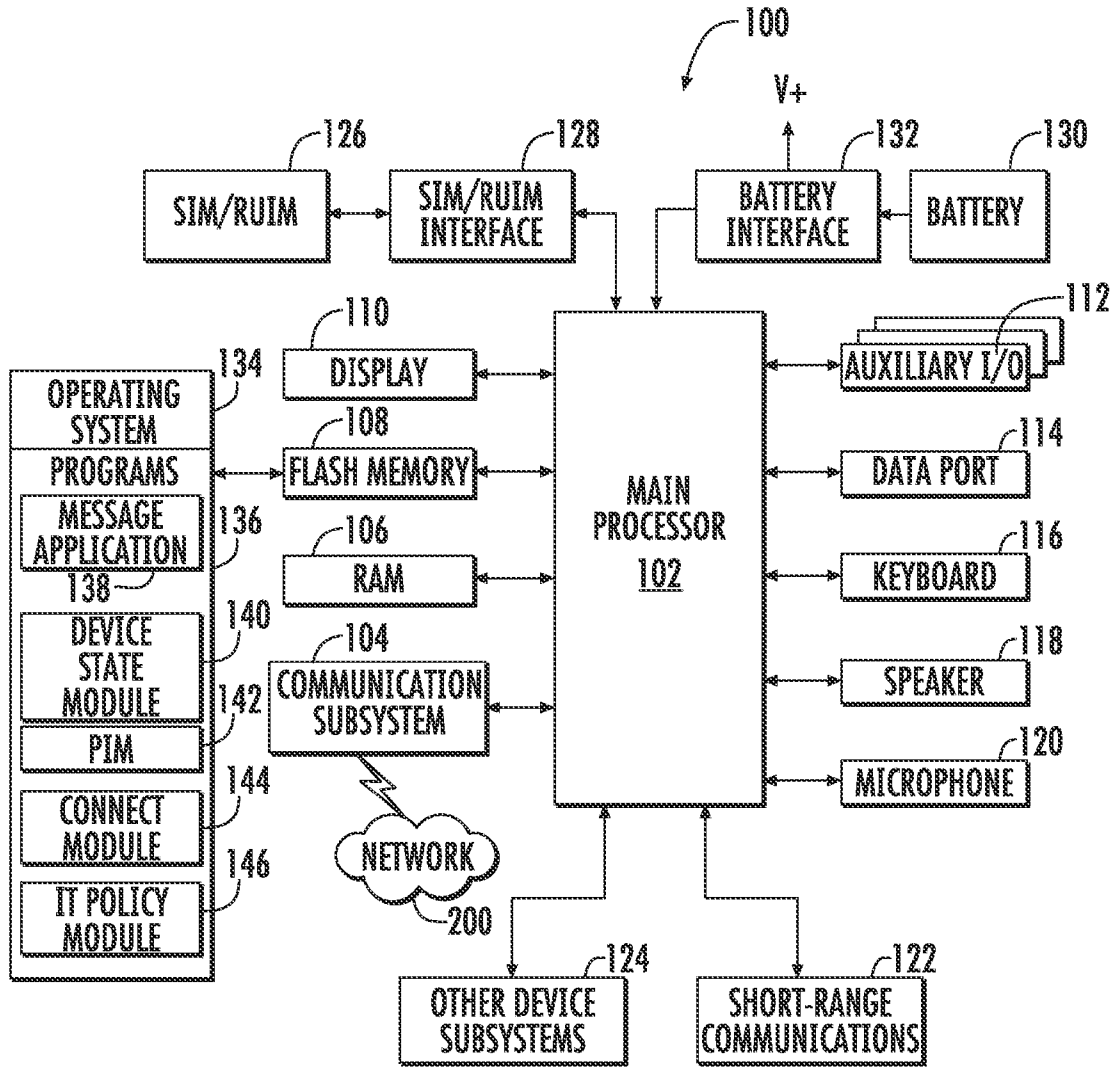 100
V+
126
128
132
130
SIM/RUIM
SIM/RUIM
INTERFACE
BATTERY
INTERFACE
BATTERY
110
DISPLAY
112
AUXILIARY I/O
134
OPERATING
SYSTEM
108
FLASH MEMORY
114
DATA PORT
PROGRAMS
MESSAGE
APPLICATION
138
136
MAIN
PROCESSOR
102
106
RAM
116
KEYBOARD
140
DEVICE
STATE
MODULE
104
COMMUNICATION
SUBSYSTEM
118
SPEAKER
142
PIM
120
MICROPHONE
144
CONNECT
MODULE
NETWORK
200
146
IT POLICY
MODULE
124
OTHER DEVICE
SUBSYSTEMS
122
SHORT-RANGE
COMMUNICATIONS